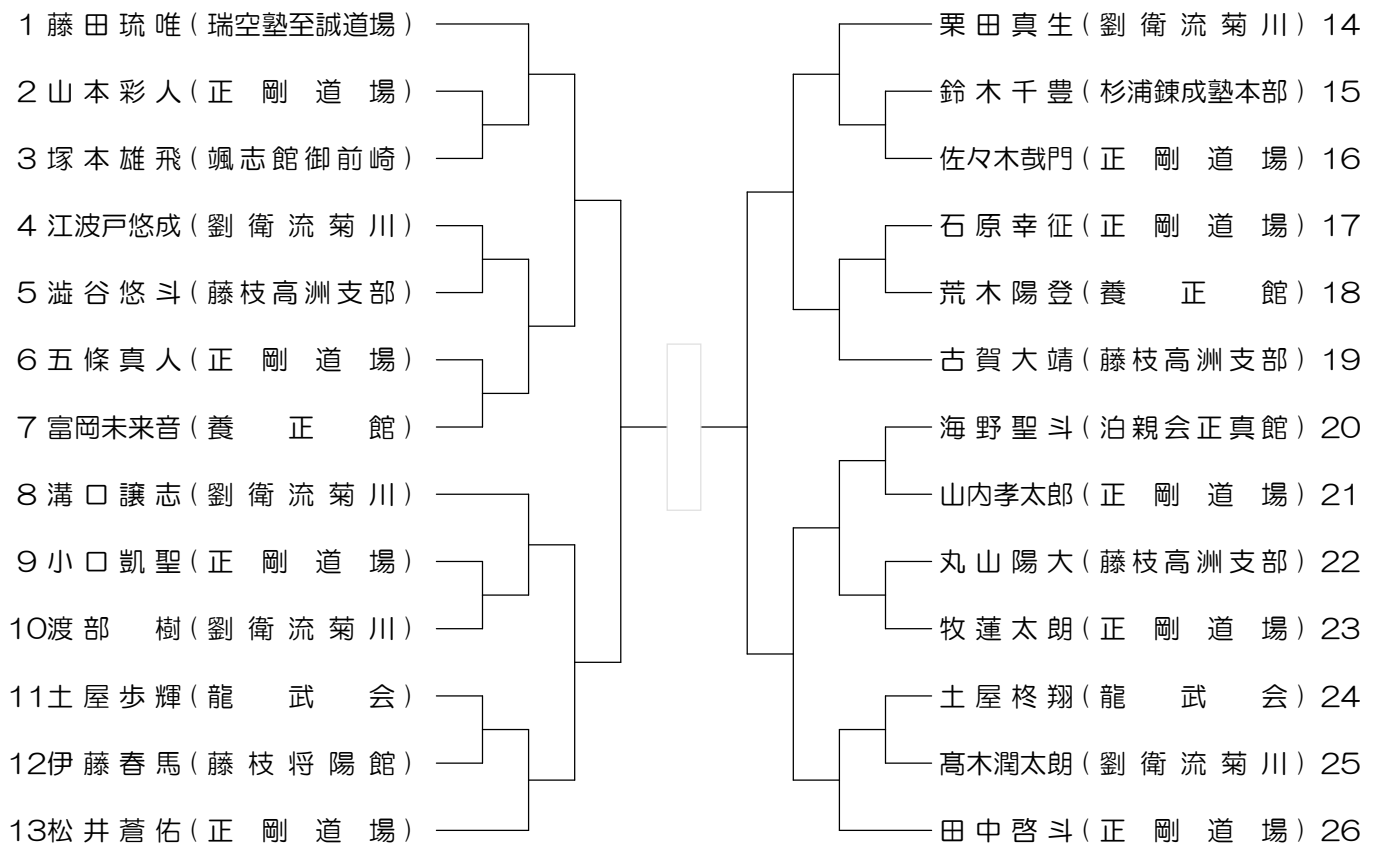 1 藤田琉唯(瑞空塾至誠道場)
2 山本彩人(正剛道場)
3 塚本雄飛(颯志館御前崎)
4 江波戸悠成(劉衛流菊川)
5 澁谷悠斗(藤枝高洲支部)
6 五條真人(正剛道場)
7 富岡未来音(養正館)
8 溝口譲志(劉衛流菊川)
9 小口凱聖(正剛道場)
10 渡部樹(劉衛流菊川)
11 土屋歩輝(龍武会)
12 伊藤春馬(藤枝将陽館)
13 松井蒼佑(正剛道場)
栗田真生(劉衛流菊川) 14
鈴木千豊(杉浦錬成塾本部) 15
佐々木哉門(正剛道場) 16
石原幸征(正剛道場) 17
荒木陽登(養正館) 18
古賀大靖(藤枝高洲支部) 19
海野聖斗(泊親会正真館) 20
山内孝太郎(正剛道場) 21
丸山陽大(藤枝高洲支部) 22
牧蓮太朗(正剛道場) 23
土屋柊翔(龍武会) 24
髙木潤太朗(劉衛流菊川) 25
田中啓斗(正剛道場) 26